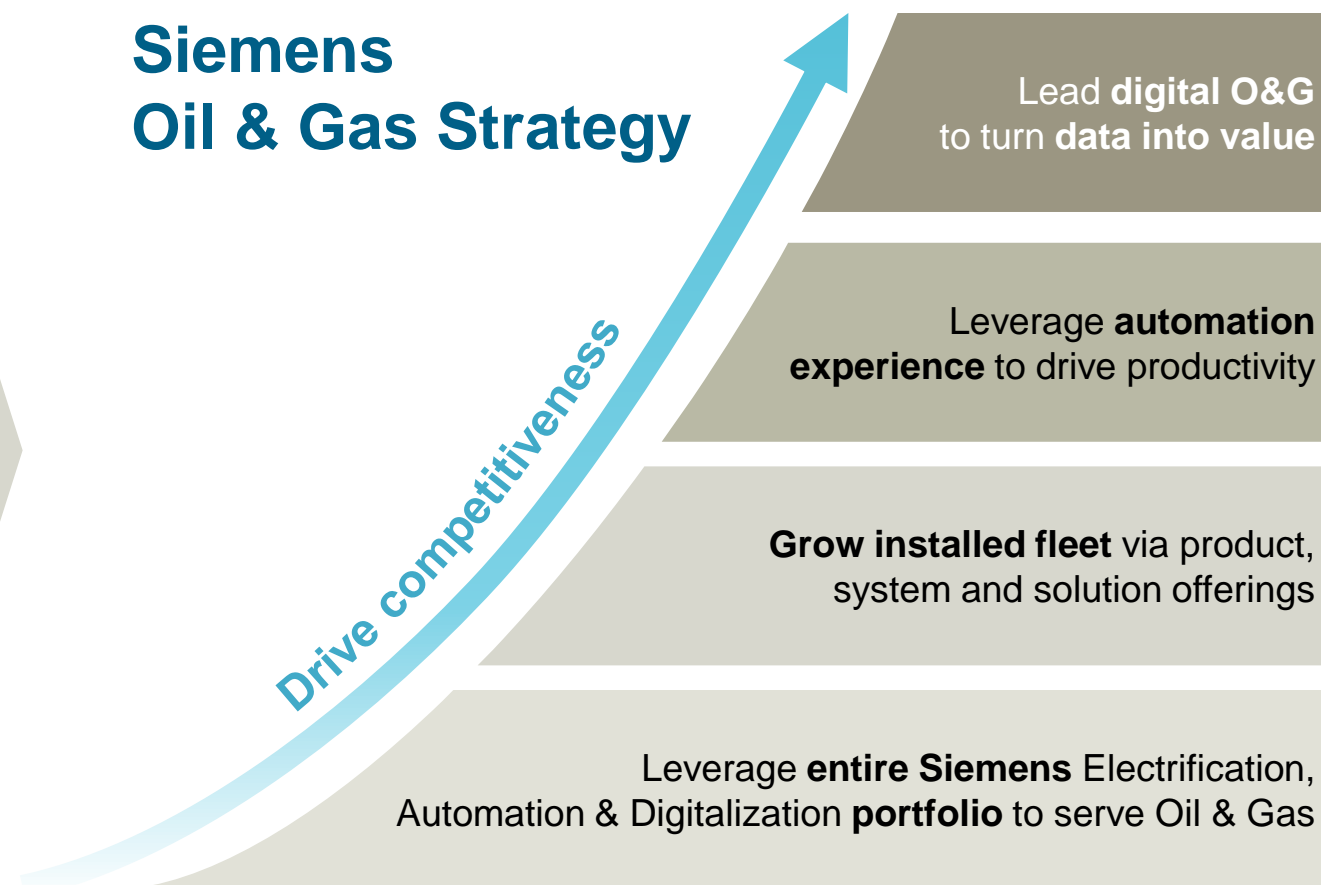 Siemens
Oil & Gas Strategy
Drive competitiveness
Lead digital O&G
to turn data into value
Leverage automation
experience to drive productivity
Grow installed fleet via product,
system and solution offerings
Leverage entire Siemens Electrification,
Automation & Digitalization portfolio to serve Oil & Gas